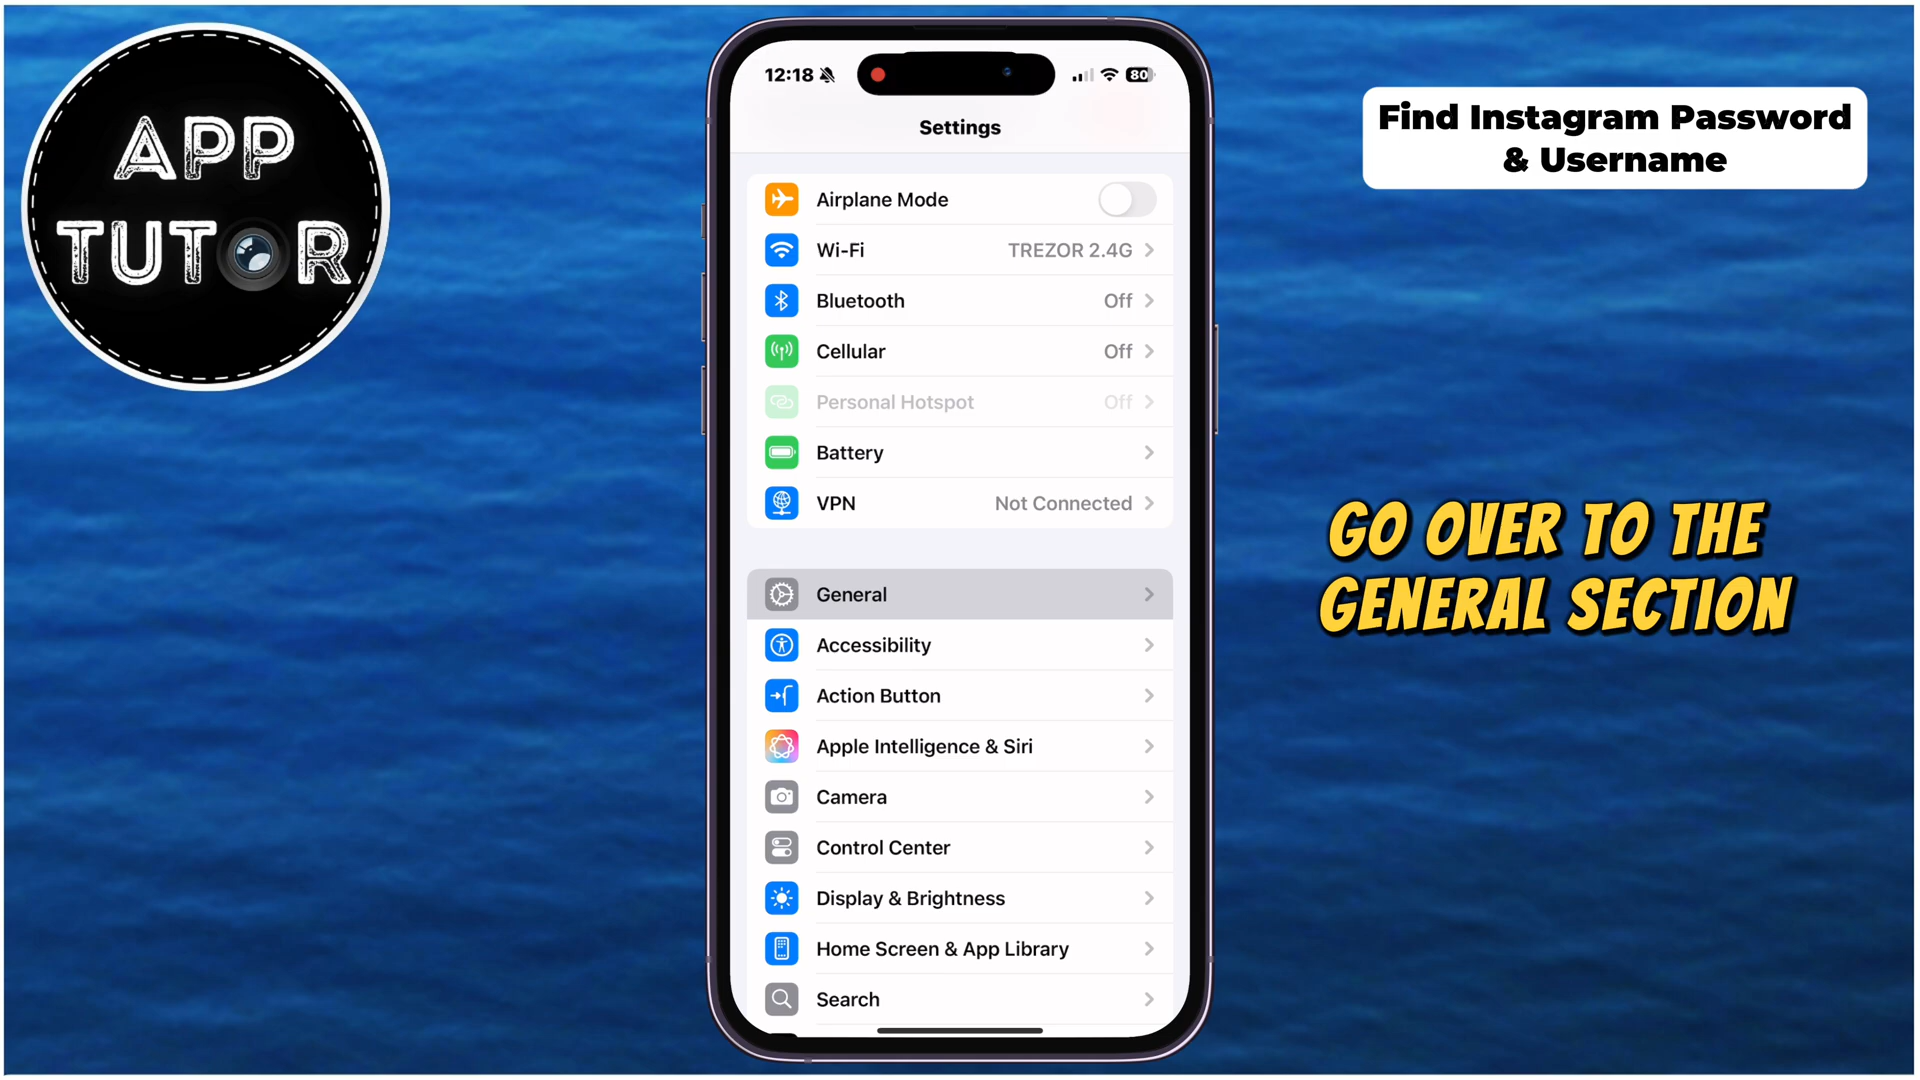 APP
TUTOR
12:18
80
Settings
Airplane Mode
Wi-Fi TREZOR 2.4G
Bluetooth Off
Cellular Off
Personal Hotspot Off
Battery
VPN Not Connected
General
Accessibility
Action Button
Apple Intelligence & Siri
Camera
Control Center
Display & Brightness
Home Screen & App Library
Search
Find Instagram Password
& Username
GO OVER TO THE
GENERAL SECTION